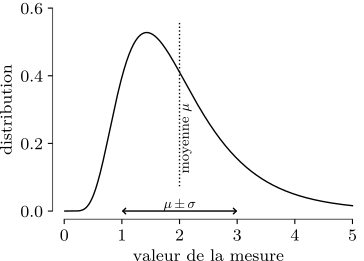 0.6
0.4
0.2
0.0
distribution
moyenne μ
μ ± σ
0 1 2 3 4 5
valeur de la mesure